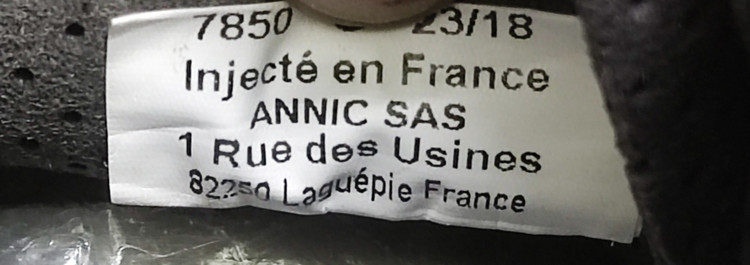 7850 23/18
Injecté en France
ANNIC SAS
1 Rue des Usines
82250 Laguépie France